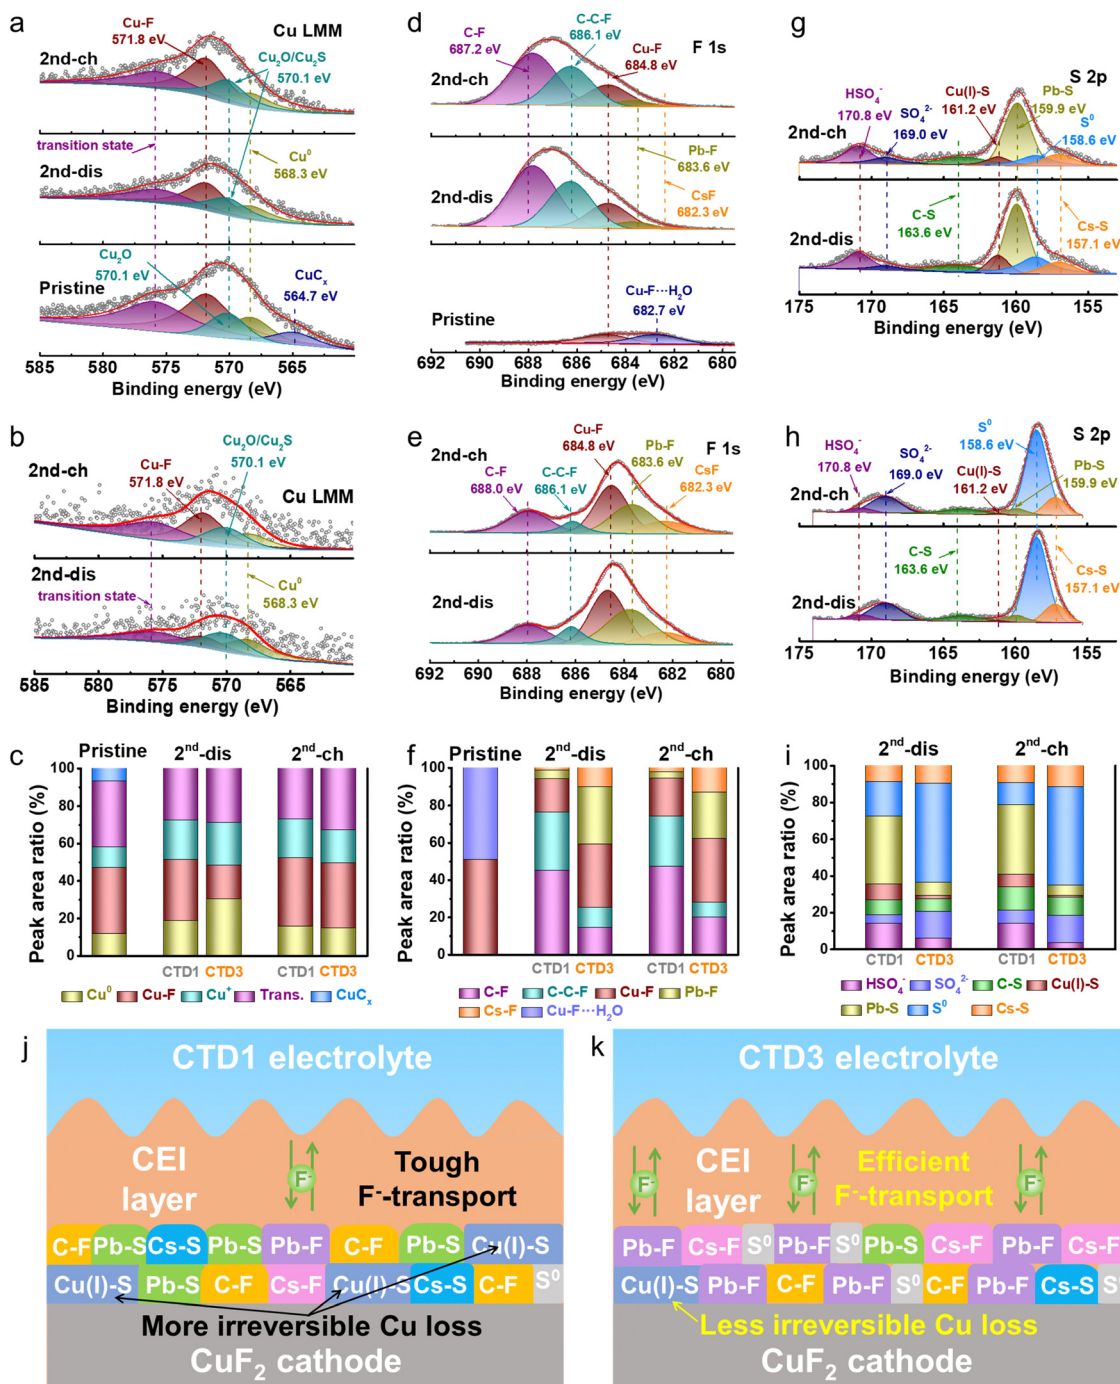 a
Cu-F
571.8 eV
Cu LMM
2nd-ch
Cu₂O/Cu₂S
570.1 eV
transition state
Cu⁰
568.3 eV
2nd-dis
Cu₂O
570.1 eV
CuCₓ
564.7 eV
Pristine
585 580 575 570 565
Binding energy (eV)
d
C-F
687.2 eV
C-C-F
686.1 eV
F 1s
Cu-F
684.8 eV
2nd-ch
Pb-F
683.6 eV
2nd-dis
CsF
682.3 eV
Cu-F···H₂O
682.7 eV
Pristine
692 690 688 686 684 682 680
Binding energy (eV)
g
S 2p
HSO₄⁻
170.8 eV
SO₄²⁻
169.0 eV
Cu(I)-S
161.2 eV
Pb-S
159.9 eV
S⁰
158.6 eV
2nd-ch
C-S
163.6 eV
Cs-S
157.1 eV
2nd-dis
175 170 165 160 155
Binding energy (eV)
b
Cu₂O/Cu₂S
570.1 eV
2nd-ch
Cu-F
571.8 eV
Cu LMM
2nd-dis
transition state
Cu⁰
568.3 eV
585 580 575 570 565
Binding energy (eV)
e
Cu-F
684.8 eV
F 1s
2nd-ch
Pb-F
683.6 eV
C-F
688.0 eV
C-C-F
686.1 eV
CsF
682.3 eV
2nd-dis
692 690 688 686 684 682 680
Binding energy (eV)
h
S 2p
HSO₄⁻
170.8 eV
SO₄²⁻
169.0 eV
S⁰
158.6 eV
Cu(I)-S
161.2 eV
Pb-S
159.9 eV
2nd-ch
C-S
163.6 eV
Cs-S
157.1 eV
2nd-dis
175 170 165 160 155
Binding energy (eV)
c
Pristine 2ⁿᵈ-dis 2ⁿᵈ-ch
Peak area ratio (%)
100
80
60
40
20
0
CTD1 CTD3 CTD1 CTD3
Cu⁰ Cu-F Cu⁺ Trans. CuCₓ
f
Pristine 2ⁿᵈ-dis 2ⁿᵈ-ch
Peak area ratio (%)
100
80
60
40
20
0
CTD1 CTD3 CTD1 CTD3
C-F C-C-F Cu-F Pb-F
Cs-F Cu-F···H₂O
i
2ⁿᵈ-dis 2ⁿᵈ-ch
Peak area ratio (%)
100
80
60
40
20
0
CTD1 CTD3 CTD1 CTD3
HSO₄⁻ SO₄²⁻ C-S Cu(I)-S
Pb-S S⁰ Cs-S
j
CTD1 electrolyte
CEI
layer
F⁻
Tough
F⁻-transport
C-F Pb-S Cs-S Pb-S Pb-F C-F Pb-S Cu(I)-S
Cu(I)-S Pb-S C-F Cs-F Cu(I)-S Cs-S C-F S⁰
More irreversible Cu loss
CuF₂ cathode
k
CTD3 electrolyte
F⁻
CEI
layer
F⁻
Efficient
F⁻-transport
F⁻
Pb-F Cs-F S⁰ Pb-F S⁰ Pb-S Cs-F Pb-F Cs-F
Cu(I)-S Pb-F C-F Pb-F S⁰ C-F Pb-F Cs-S S
Less irreversible Cu loss
CuF₂ cathode